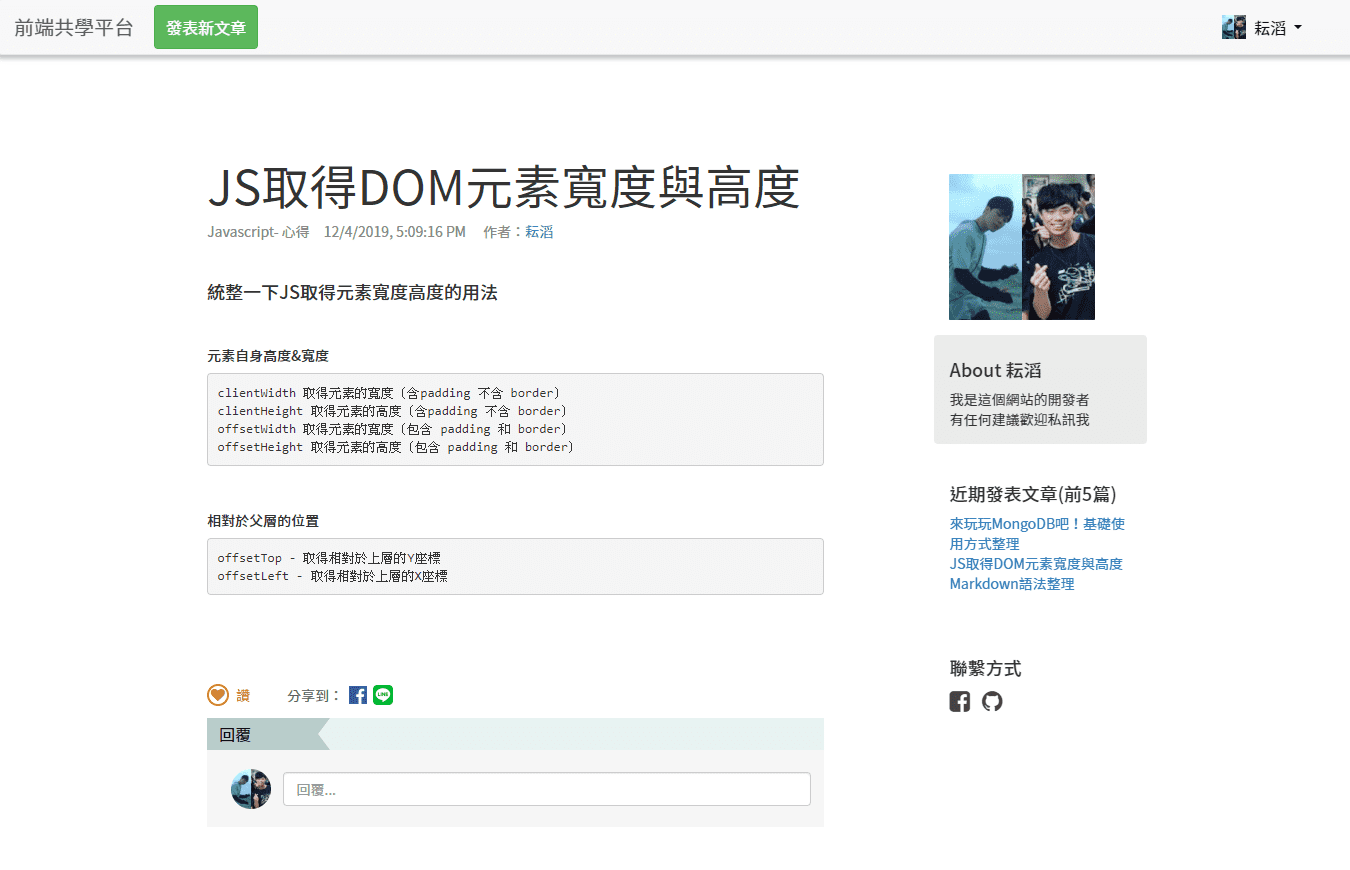 前端共學平台 發表新文章 耘滔
JS取得DOM元素寬度與高度
Javascript- 心得 12/4/2019, 5:09:16 PM 作者：耘滔
統整一下JS取得元素寬度高度的用法
元素自身高度&寬度
clientWidth 取得元素的寬度（含padding 不含 border）
clientHeight 取得元素的高度（含padding 不含 border）
offsetWidth 取得元素的寬度（包含 padding 和 border）
offsetHeight 取得元素的高度（包含 padding 和 border）
相對於父層的位置
offsetTop - 取得相對於上層的Y座標
offsetLeft - 取得相對於上層的X座標
讚 分享到：
LINE
回覆
回覆...
About 耘滔
我是這個網站的開發者
有任何建議歡迎私訊我
近期發表文章(前5篇)
來玩玩MongoDB吧！基礎使
用方式整理
JS取得DOM元素寬度與高度
Markdown語法整理
聯繫方式